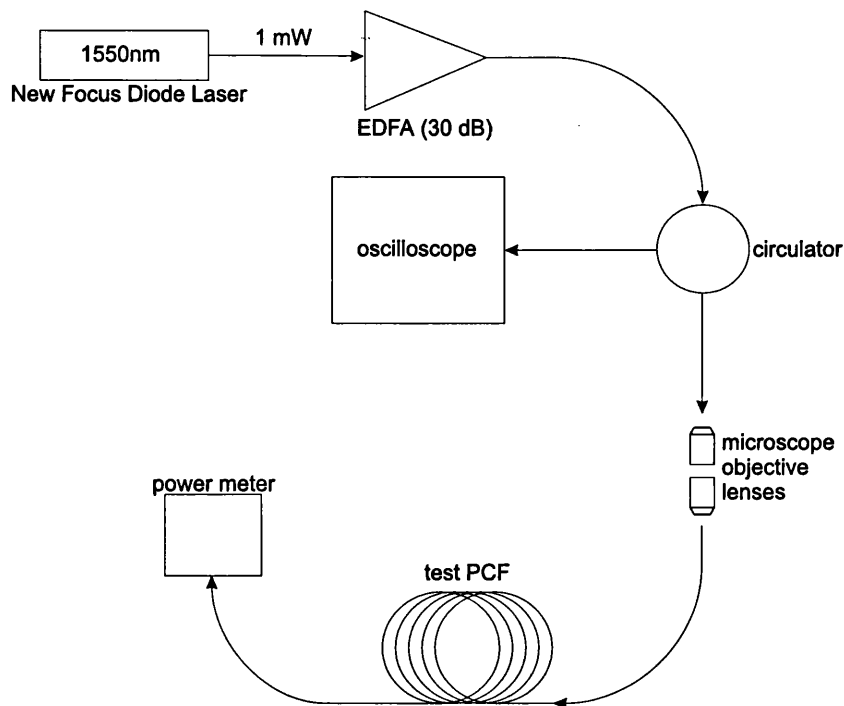 1550nm
1 mW
New Focus Diode Laser
EDFA (30 dB)
oscilloscope
circulator
microscope
objective
lenses
power meter
test PCF